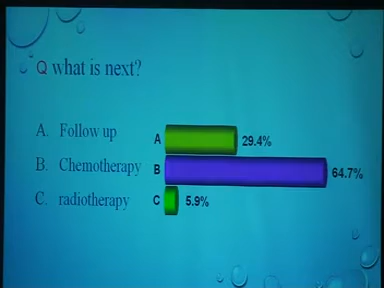 Q what is next?
A. Follow up
B. Chemotherapy
C. radiotherapy
A 29.4%
B 64.7%
C 5.9%